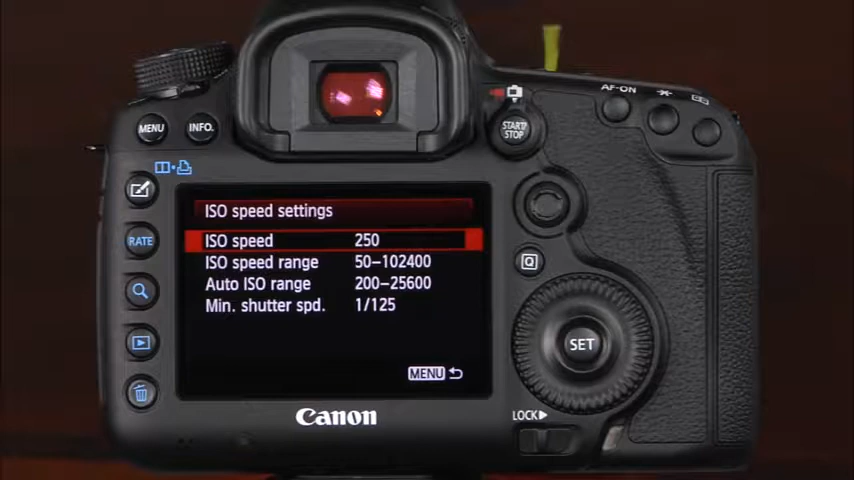 AF-ON
MENU
INFO.
START/
STOP
RATE
ISO speed settings
ISO speed 250
ISO speed range 50-102400
Auto ISO range 200-25600
Min. shutter spd. 1/125
MENU
Q
SET
Canon
LOCK